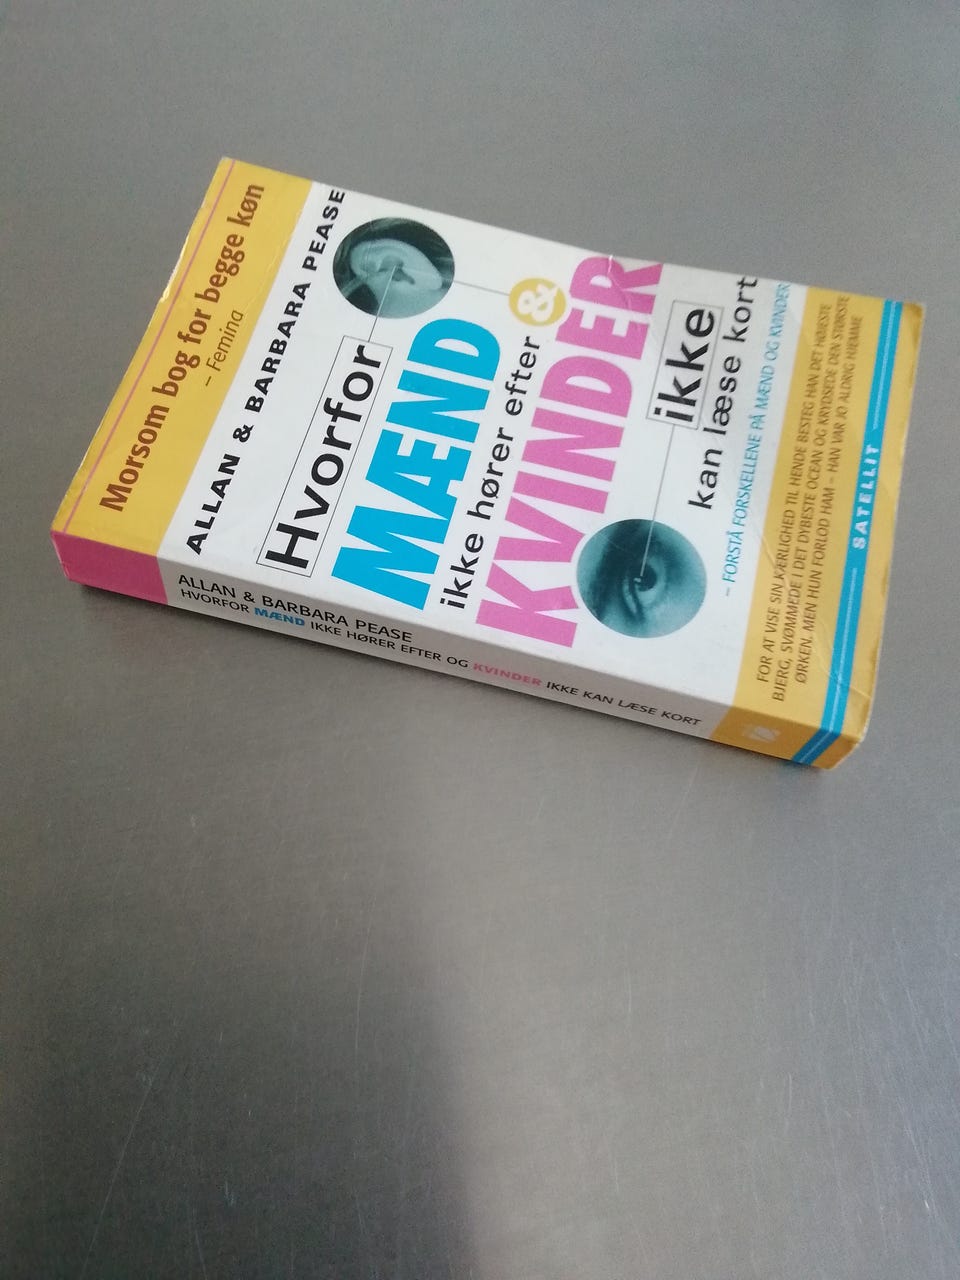 Morsom bog for begge køn
– Femina
ALLAN & BARBARA PEASE
Hvorfor
MÆND &
ikke hører efter
KVINDER
ikke
kan læse kort
– FORSTÅ FORSKELLENE PÅ MÆND OG KVINDER
FOR AT VISE SIN KÆRLIGHED TIL HENDE BESTEG HAN DET HØJESTE
BJERG, SVØMMEDE I DET DYBESTE OCEAN OG KRYDSEDE DEN STØRSTE
ØRKEN. MEN HUN FORLOD HAM – HAN VAR JO ALDRIG HJEMME
SATELLIT
ALLAN & BARBARA PEASE
HVORFOR MÆND IKKE HØRER EFTER OG KVINDER IKKE KAN LÆSE KORT